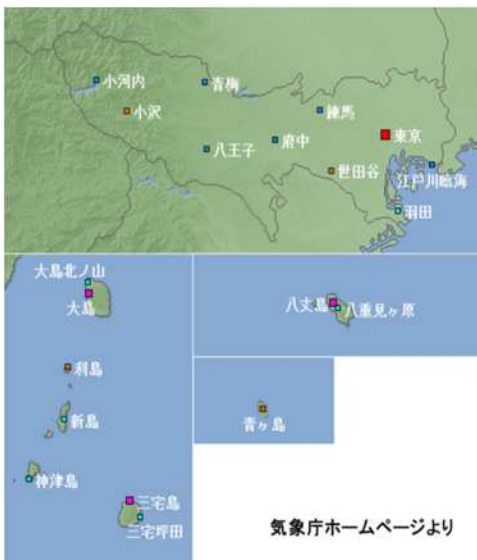 小河内
青梅
小沢
練馬
東京
府中
八王子
世田谷
江戸川臨海
羽田
大島北ノ山
大島
八丈島
八重見ヶ原
利島
新島
青ヶ島
神津島
三宅島
三宅坪田
気象庁ホームページより